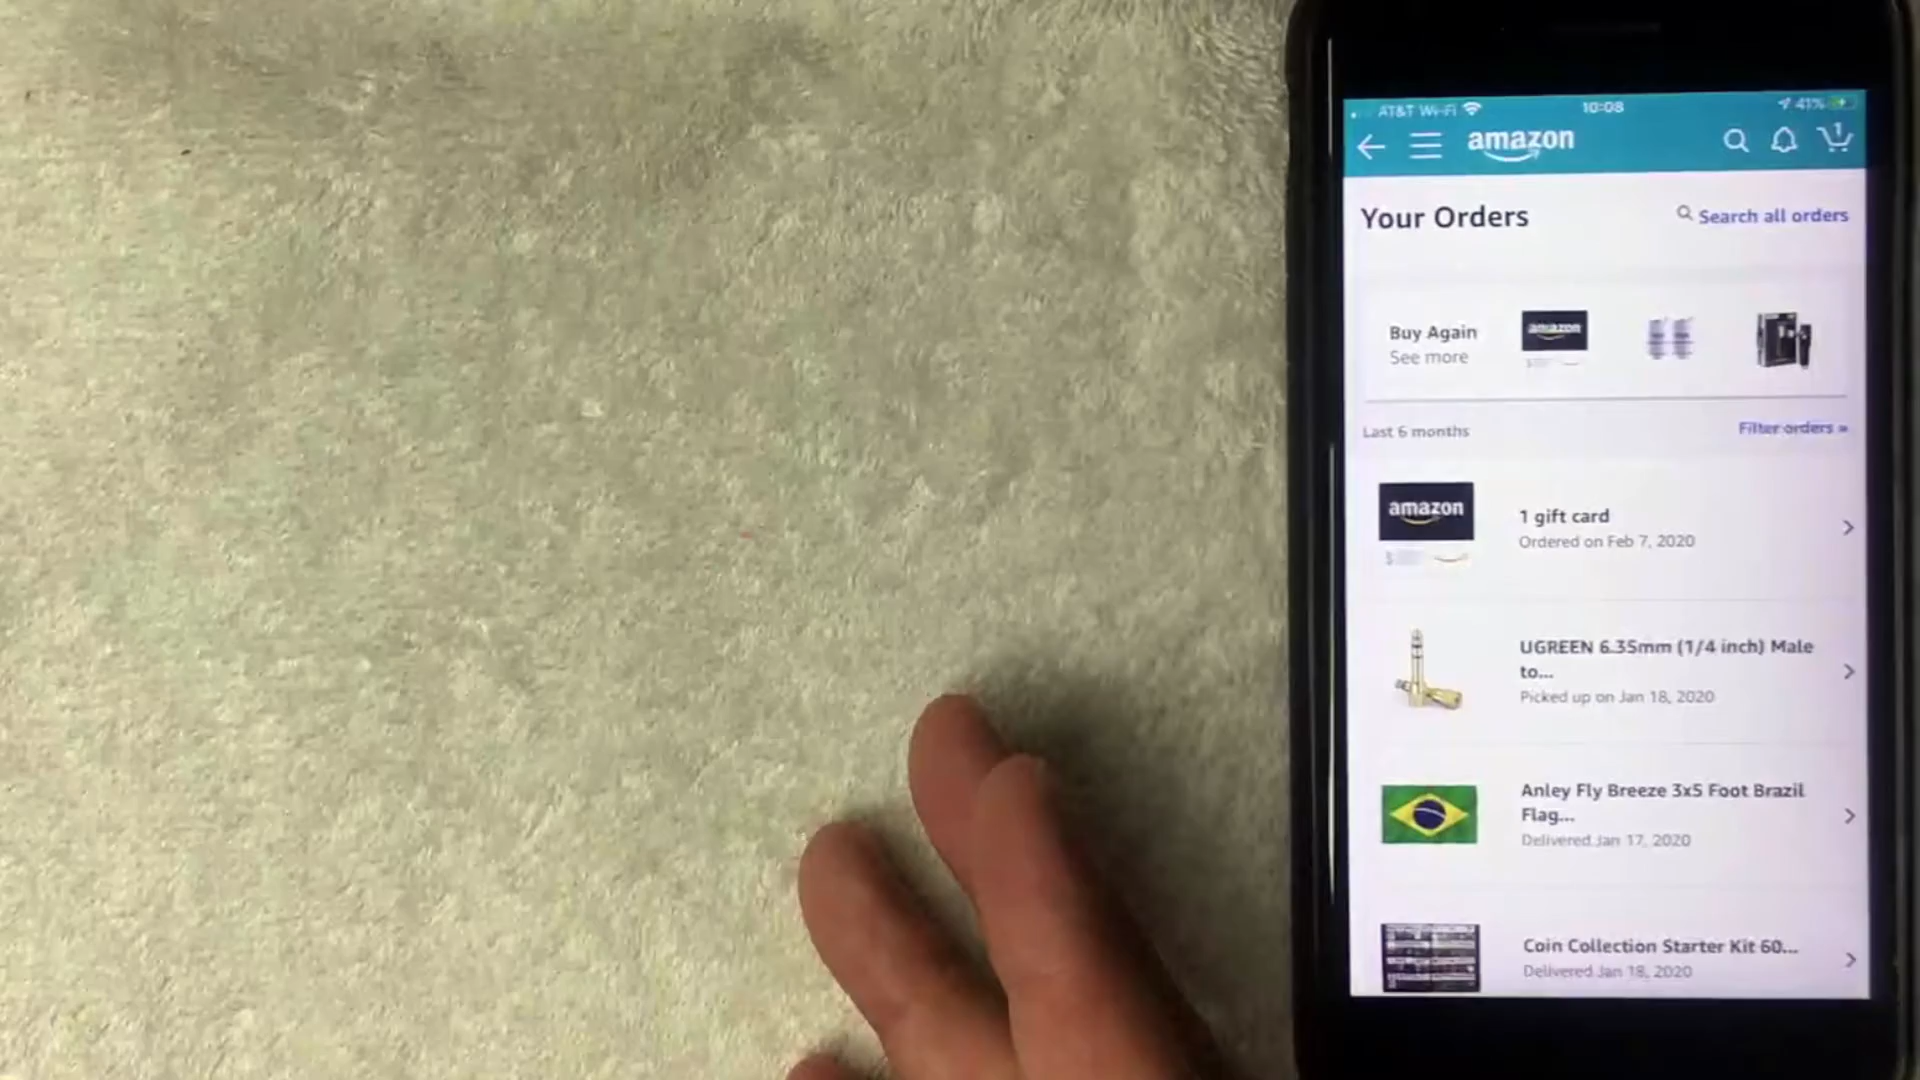 AT&T Wi-Fi 10:08 41%
amazon 1
Your Orders Search all orders
Buy Again
See more
amazon
Last 6 months Filter orders »
amazon
1 gift card
Ordered on Feb 7, 2020
$
UGREEN 6.35mm (1/4 inch) Male
to...
Picked up on Jan 18, 2020
Anley Fly Breeze 3x5 Foot Brazil
Flag...
Delivered Jan 17, 2020
Coin Collection Starter Kit 60...
Delivered Jan 18, 2020